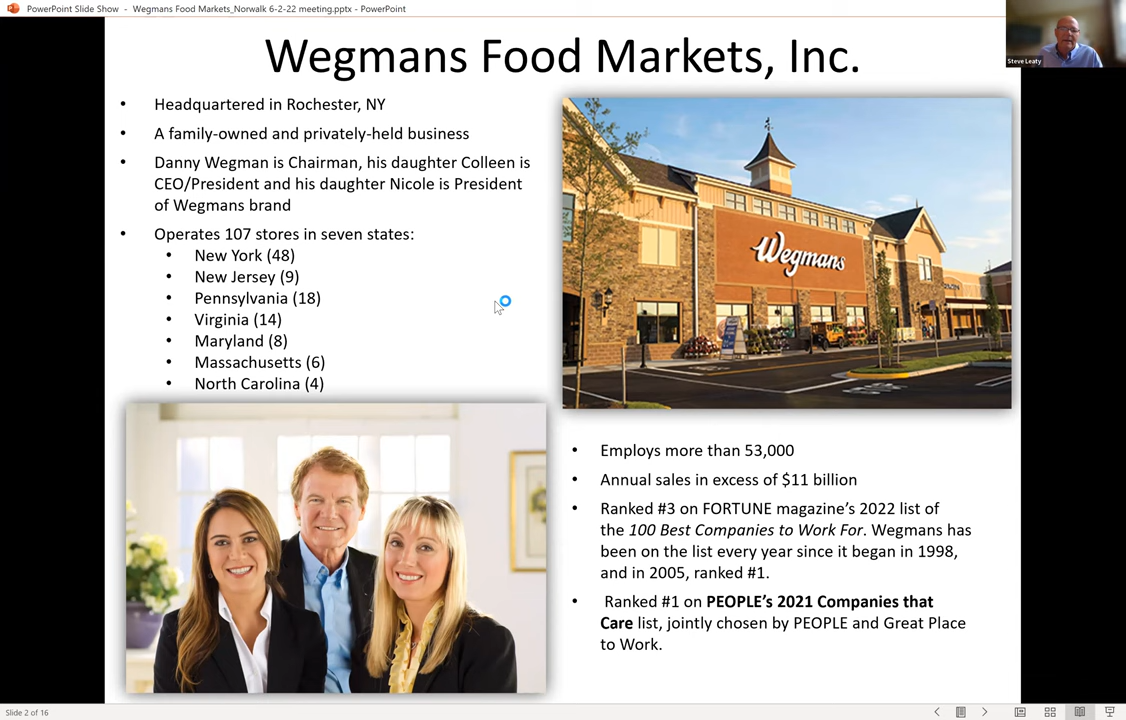 PowerPoint Slide Show - Wegmans Food Markets_Norwalk 6-2-22 meeting.pptx - PowerPoint
Steve Leaty
Wegmans Food Markets, Inc.
• Headquartered in Rochester, NY
• A family-owned and privately-held business
• Danny Wegman is Chairman, his daughter Colleen is
CEO/President and his daughter Nicole is President
of Wegmans brand
• Operates 107 stores in seven states:
• New York (48)
• New Jersey (9)
• Pennsylvania (18)
• Virginia (14)
• Maryland (8)
• Massachusetts (6)
• North Carolina (4)
Wegmans
• Employs more than 53,000
• Annual sales in excess of $11 billion
• Ranked #3 on FORTUNE magazine’s 2022 list of
the 100 Best Companies to Work For. Wegmans has
been on the list every year since it began in 1998,
and in 2005, ranked #1.
• Ranked #1 on PEOPLE’s 2021 Companies that
Care list, jointly chosen by PEOPLE and Great Place
to Work.
Slide 2 of 16